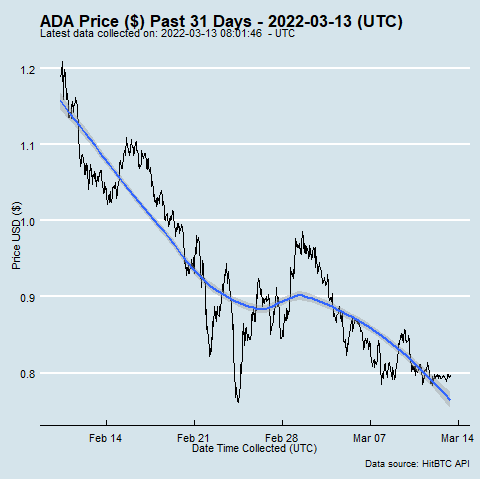 ADA Price ($) Past 31 Days - 2022-03-13 (UTC)
Latest data collected on: 2022-03-13 08:01:46 - UTC
1.2
1.1
1.0
0.9
0.8
Price USD ($)
Feb 14
Feb 21
Feb 28
Mar 07
Mar 14
Date Time Collected (UTC)
Data source: HitBTC API